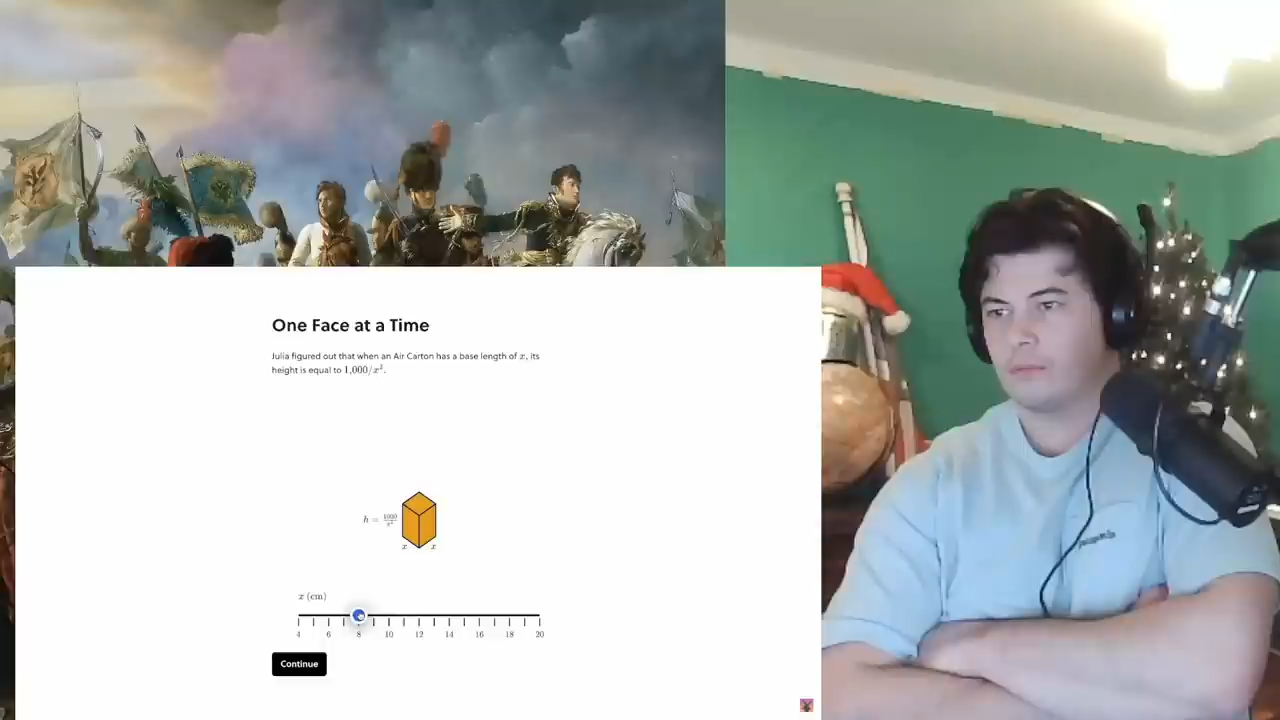 One Face at a Time
Julia figured out that when an Air Carton has a base length of x, its
height is equal to 1,000/x².
h = 1000/x²
x x
x (cm)
4 6 8 10 12 14 16 18 20
Continue